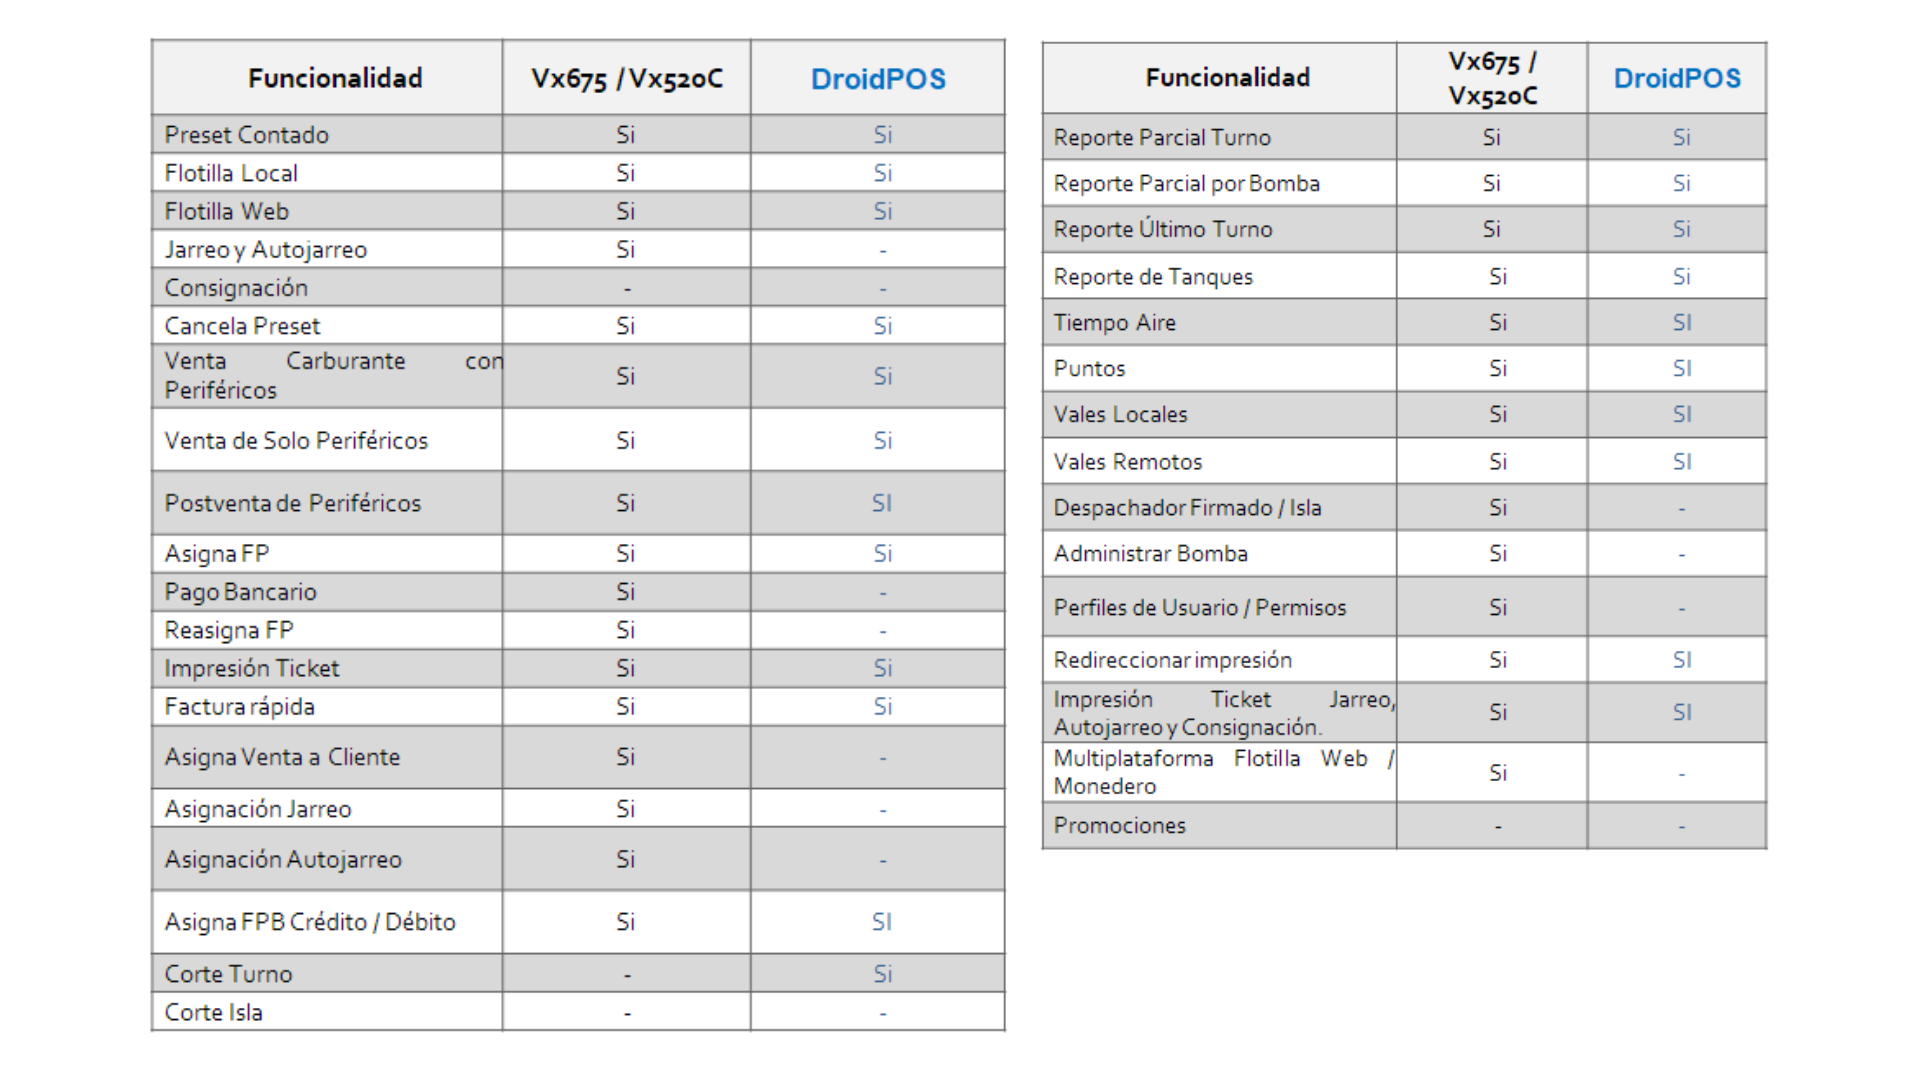 Funcionalidad Vx675 / Vx520C DroidPOS
Preset Contado Si Si
Flotilla Local Si Si
Flotilla Web Si Si
Jarreo y Autojarreo Si -
Consignación - -
Cancela Preset Si Si
Venta Carburante con
Periféricos Si Si
Venta de Solo Periféricos Si Si
Postventa de Periféricos Si SI
Asigna FP Si Si
Pago Bancario Si -
Reasigna FP Si -
Impresión Ticket Si Si
Factura rápida Si Si
Asigna Venta a Cliente Si -
Asignación Jarreo Si -
Asignación Autojarreo Si -
Asigna FPB Crédito / Débito Si SI
Corte Turno - Si
Corte Isla - -
Funcionalidad Vx675 /
Vx520C DroidPOS
Reporte Parcial Turno Si Si
Reporte Parcial por Bomba Si Si
Reporte Último Turno Si Si
Reporte de Tanques Si Si
Tiempo Aire Si SI
Puntos Si SI
Vales Locales Si SI
Vales Remotos Si SI
Despachador Firmado / Isla Si -
Administrar Bomba Si -
Perfiles de Usuario / Permisos Si -
Redireccionar impresión Si SI
Impresión Ticket Jarreo,
Autojarreo y Consignación. Si SI
Multiplataforma Flotilla Web /
Monedero Si -
Promociones - -